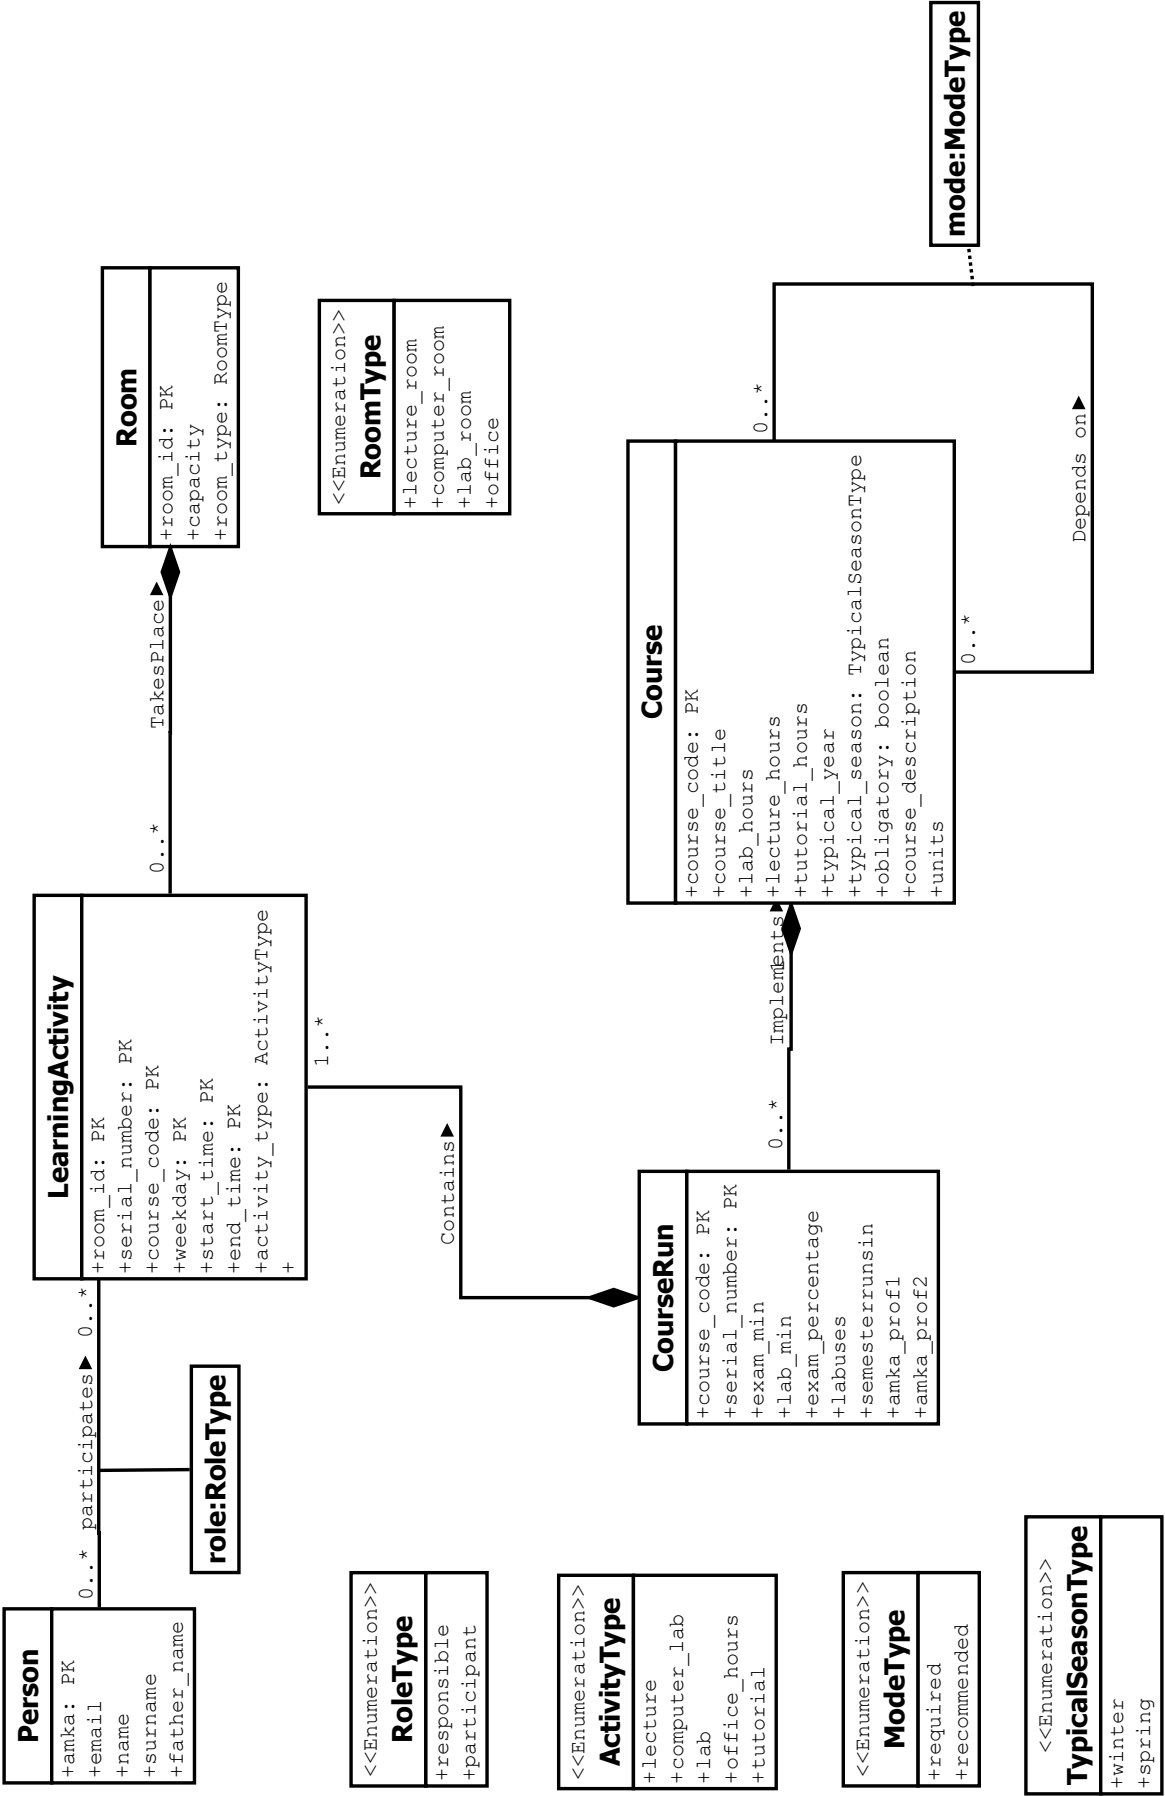 Person
+amka: PK
+email
+name
+surname
+father_name
0..*
participates▶
0..*
role:RoleType
LearningActivity
+room_id: PK
+serial_number: PK
+course_code: PK
+weekday: PK
+start_time: PK
+end_time: PK
+activity_type: ActivityType
+
0..*
TakesPlace▶
Room
+room_id: PK
+capacity
+room_type: RoomType
<<Enumeration>>
RoomType
+lecture_room
+computer_room
+lab_room
+office
1..*
Contains▶
<<Enumeration>>
RoleType
+responsible
+participant
<<Enumeration>>
ActivityType
+lecture
+computer_lab
+lab
+office_hours
+tutorial
CourseRun
+course_code: PK
+serial_number: PK
+exam_min
+lab_min
+exam_percentage
+labuses
+semesterrunsin
+amka_prof1
+amka_prof2
0..*
Implements▶
Course
+course_code: PK
+course_title
+lab_hours
+lecture_hours
+tutorial_hours
+typical_year
+typical_season: TypicalSeasonType
+obligatory: boolean
+course_description
+units
0..*
0..*
Depends on▶
mode:ModeType
<<Enumeration>>
ModeType
+required
+recommended
<<Enumeration>>
TypicalSeasonType
+winter
+spring